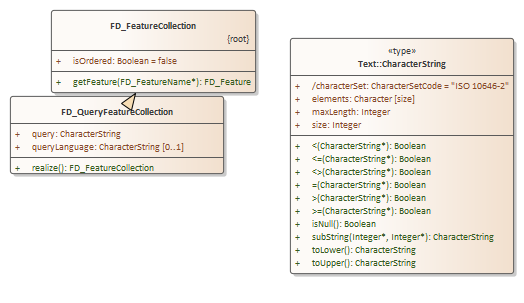 FD_FeatureCollection
{root}
+ isOrdered: Boolean = false
+ getFeature(FD_FeatureName*): FD_Feature
FD_QueryFeatureCollection
+ query: CharacterString
+ queryLanguage: CharacterString [0..1]
+ realize(): FD_FeatureCollection
«type»
Text::CharacterString
+ /characterSet: CharacterSetCode = "ISO 10646-2"
+ elements: Character [size]
+ maxLength: Integer
+ size: Integer
+ <(CharacterString*): Boolean
+ <=(CharacterString*): Boolean
+ <>(CharacterString*): Boolean
+ =(CharacterString*): Boolean
+ >(CharacterString*): Boolean
+ >=(CharacterString*): Boolean
+ isNull(): Boolean
+ subString(Integer*, Integer*): CharacterString
+ toLower(): CharacterString
+ toUpper(): CharacterString